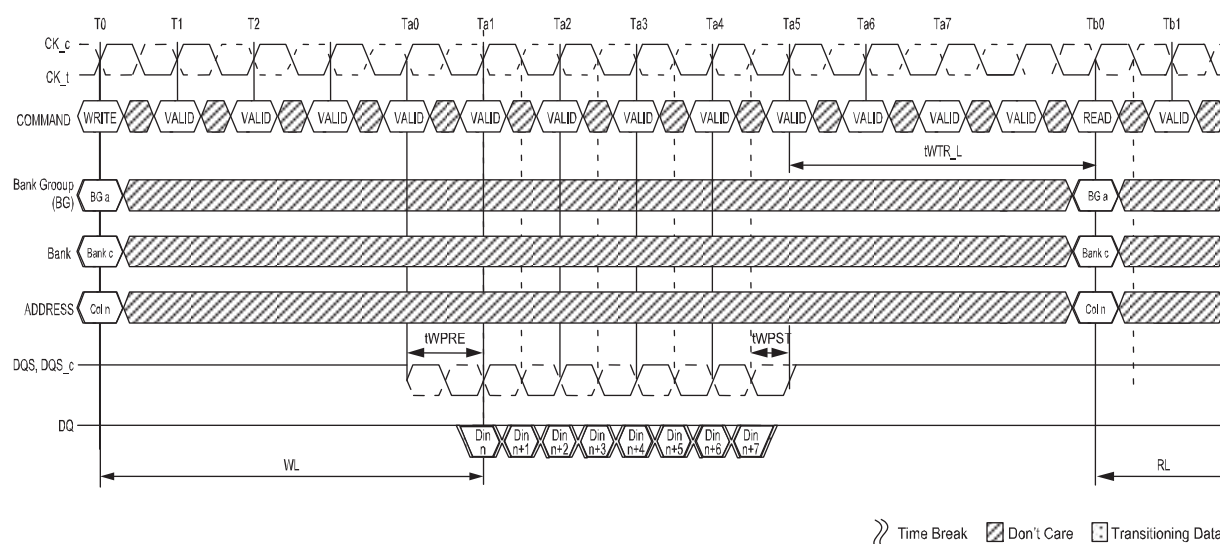 T0 T1 T2 Ta0 Ta1 Ta2 Ta3 Ta4 Ta5 Ta6 Ta7 Tb0 Tb1
CK_c
CK_t
COMMAND WRITE VALID VALID VALID VALID VALID VALID VALID VALID VALID VALID VALID VALID READ VALID
tWTR_L
Bank Grooup
(BG)
BG a BG a
Bank Bank c Bank c
ADDRESS Col n Col n
tWPRE tWPST
DQS, DQS_c
DQ
Din Din Din Din Din Din Din Din
n n+1 n+2 n+3 n+4 n+5 n+6 n+7
WL RL
Time Break Don't Care Transitioning Data